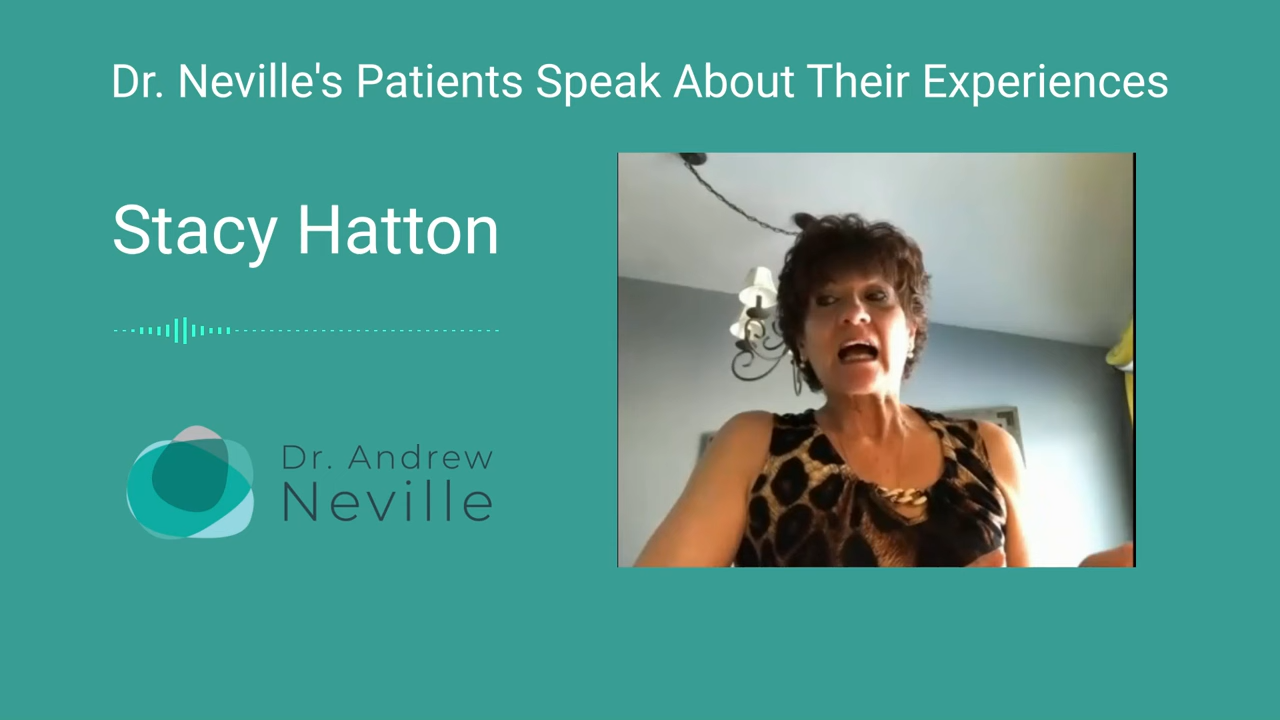 Dr. Neville's Patients Speak About Their Experiences
Stacy Hatton
Dr. Andrew
Neville